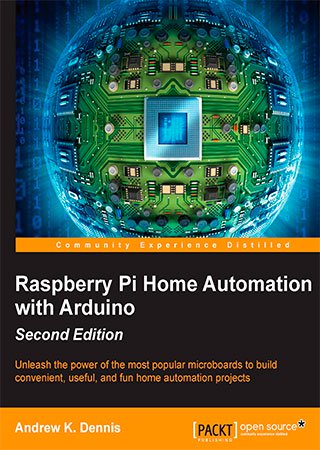 Community Experience Distilled
Raspberry Pi Home Automation
with Arduino
Second Edition
Unleash the power of the most popular microboards to build
convenient, useful, and fun home automation projects
Andrew K. Dennis
[PACKT]
PUBLISHING
open source*
community experience distilled